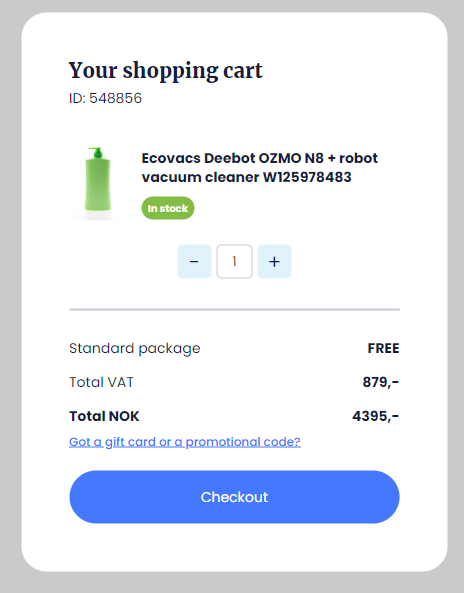 Your shopping cart
ID: 548856
Ecovacs Deebot OZMO N8 + robot
vacuum cleaner W125978483
In stock
- 1 +
Standard package FREE
Total VAT 879,-
Total NOK 4395,-
Got a gift card or a promotional code?
Checkout